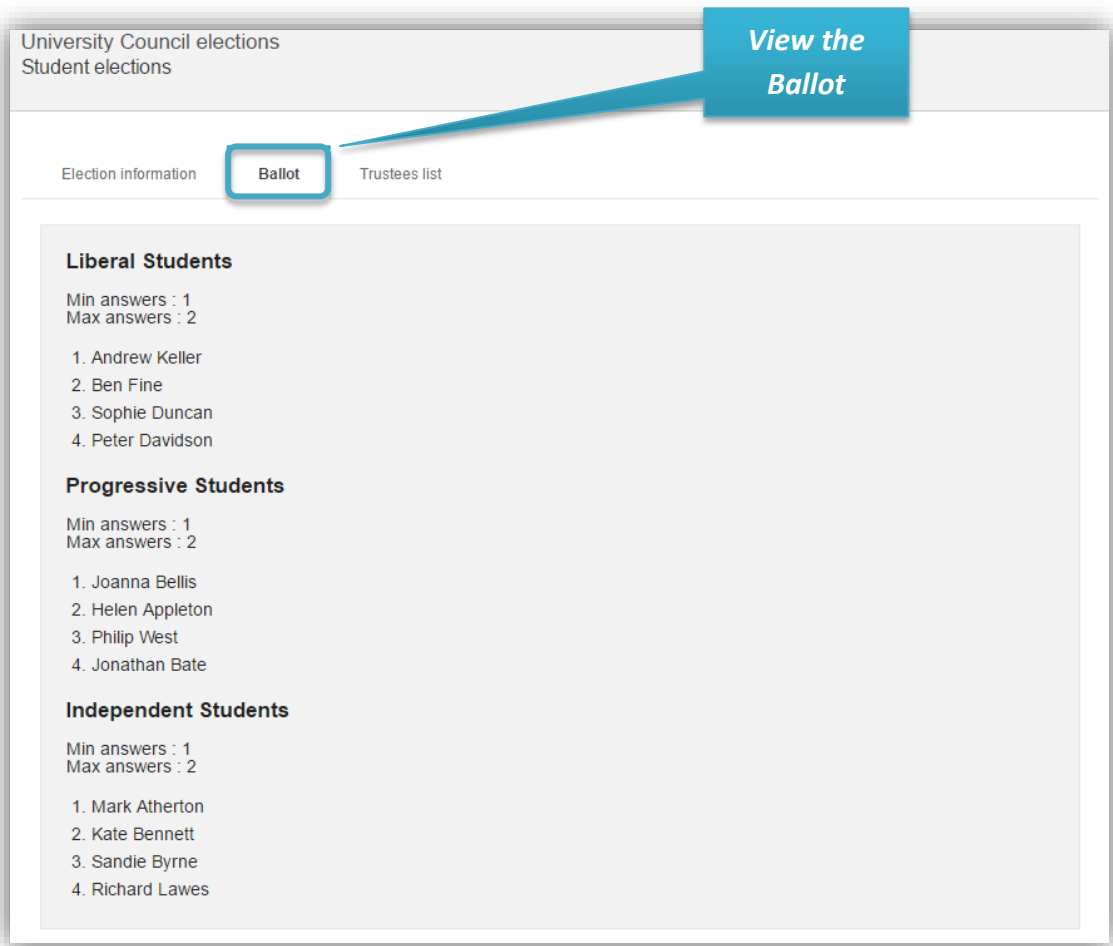 University Council elections
Student elections
View the
Ballot
Election information Ballot Trustees list
Liberal Students
Min answers : 1
Max answers : 2
1. Andrew Keller
2. Ben Fine
3. Sophie Duncan
4. Peter Davidson
Progressive Students
Min answers : 1
Max answers : 2
1. Joanna Bellis
2. Helen Appleton
3. Philip West
4. Jonathan Bate
Independent Students
Min answers : 1
Max answers : 2
1. Mark Atherton
2. Kate Bennett
3. Sandie Byrne
4. Richard Lawes